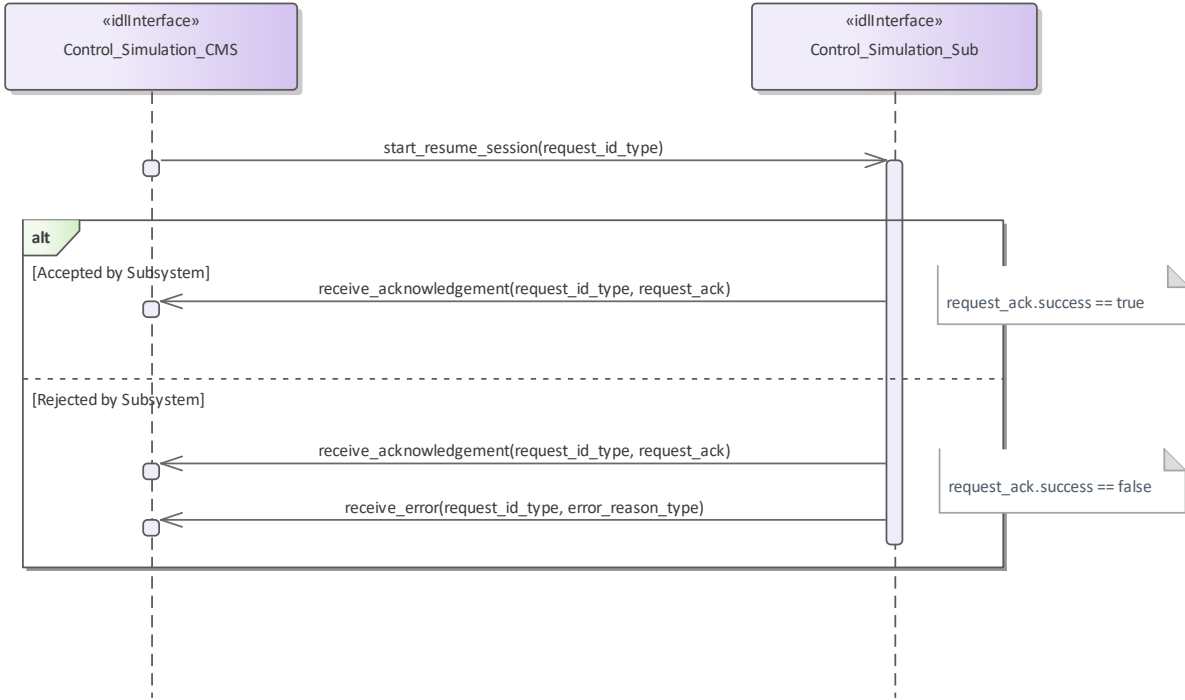 «idlInterface»
Control_Simulation_CMS
«idlInterface»
Control_Simulation_Sub
start_resume_session(request_id_type)
alt
[Accepted by Subsystem]
receive_acknowledgement(request_id_type, request_ack)
request_ack.success == true
[Rejected by Subsystem]
receive_acknowledgement(request_id_type, request_ack)
request_ack.success == false
receive_error(request_id_type, error_reason_type)